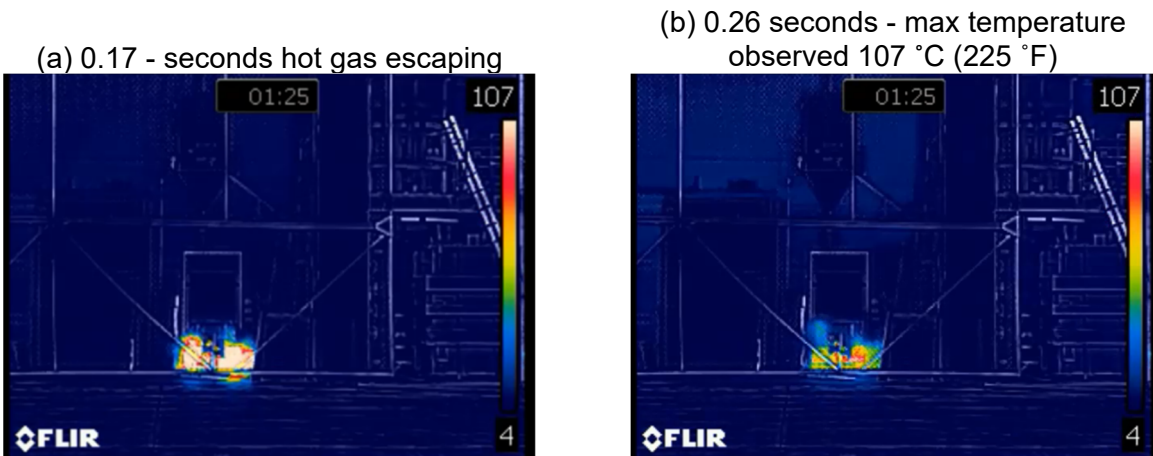 (a) 0.17 - seconds hot gas escaping
(b) 0.26 seconds - max temperature
observed 107 ˚C (225 ˚F)
01:25
107
4
FLIR
01:25
107
4
FLIR